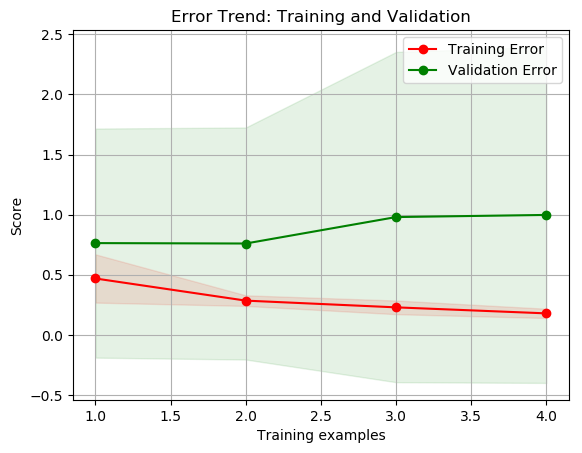 Error Trend: Training and Validation
Training Error
Validation Error
Score
2.5
2.0
1.5
1.0
0.5
0.0
−0.5
1.0 1.5 2.0 2.5 3.0 3.5 4.0
Training examples